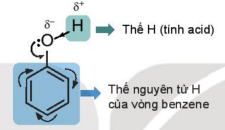 δ⁺
δ⁻
H
O
Thế H (tính acid)
Thế nguyên tử H
của vòng benzene